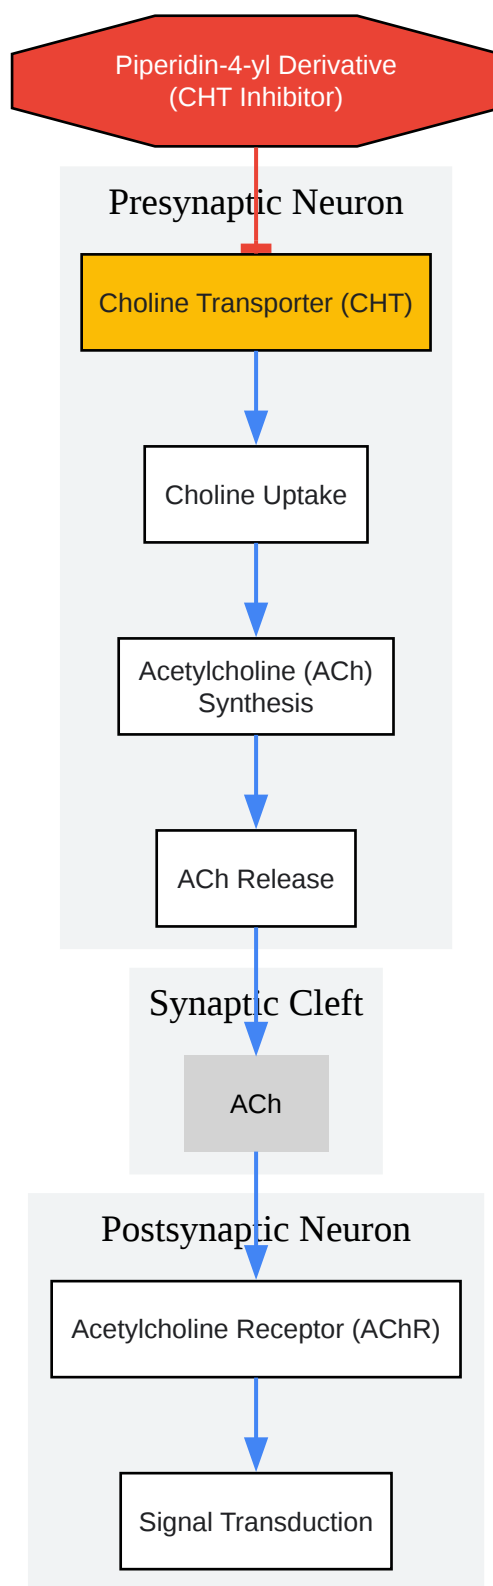 Piperidin-4-yl Derivative
(CHT Inhibitor)
Presynaptic Neuron
Choline Transporter (CHT)
Choline Uptake
Acetylcholine (ACh)
Synthesis
ACh Release
Synaptic Cleft
ACh
Postsynaptic Neuron
Acetylcholine Receptor (AChR)
Signal Transduction